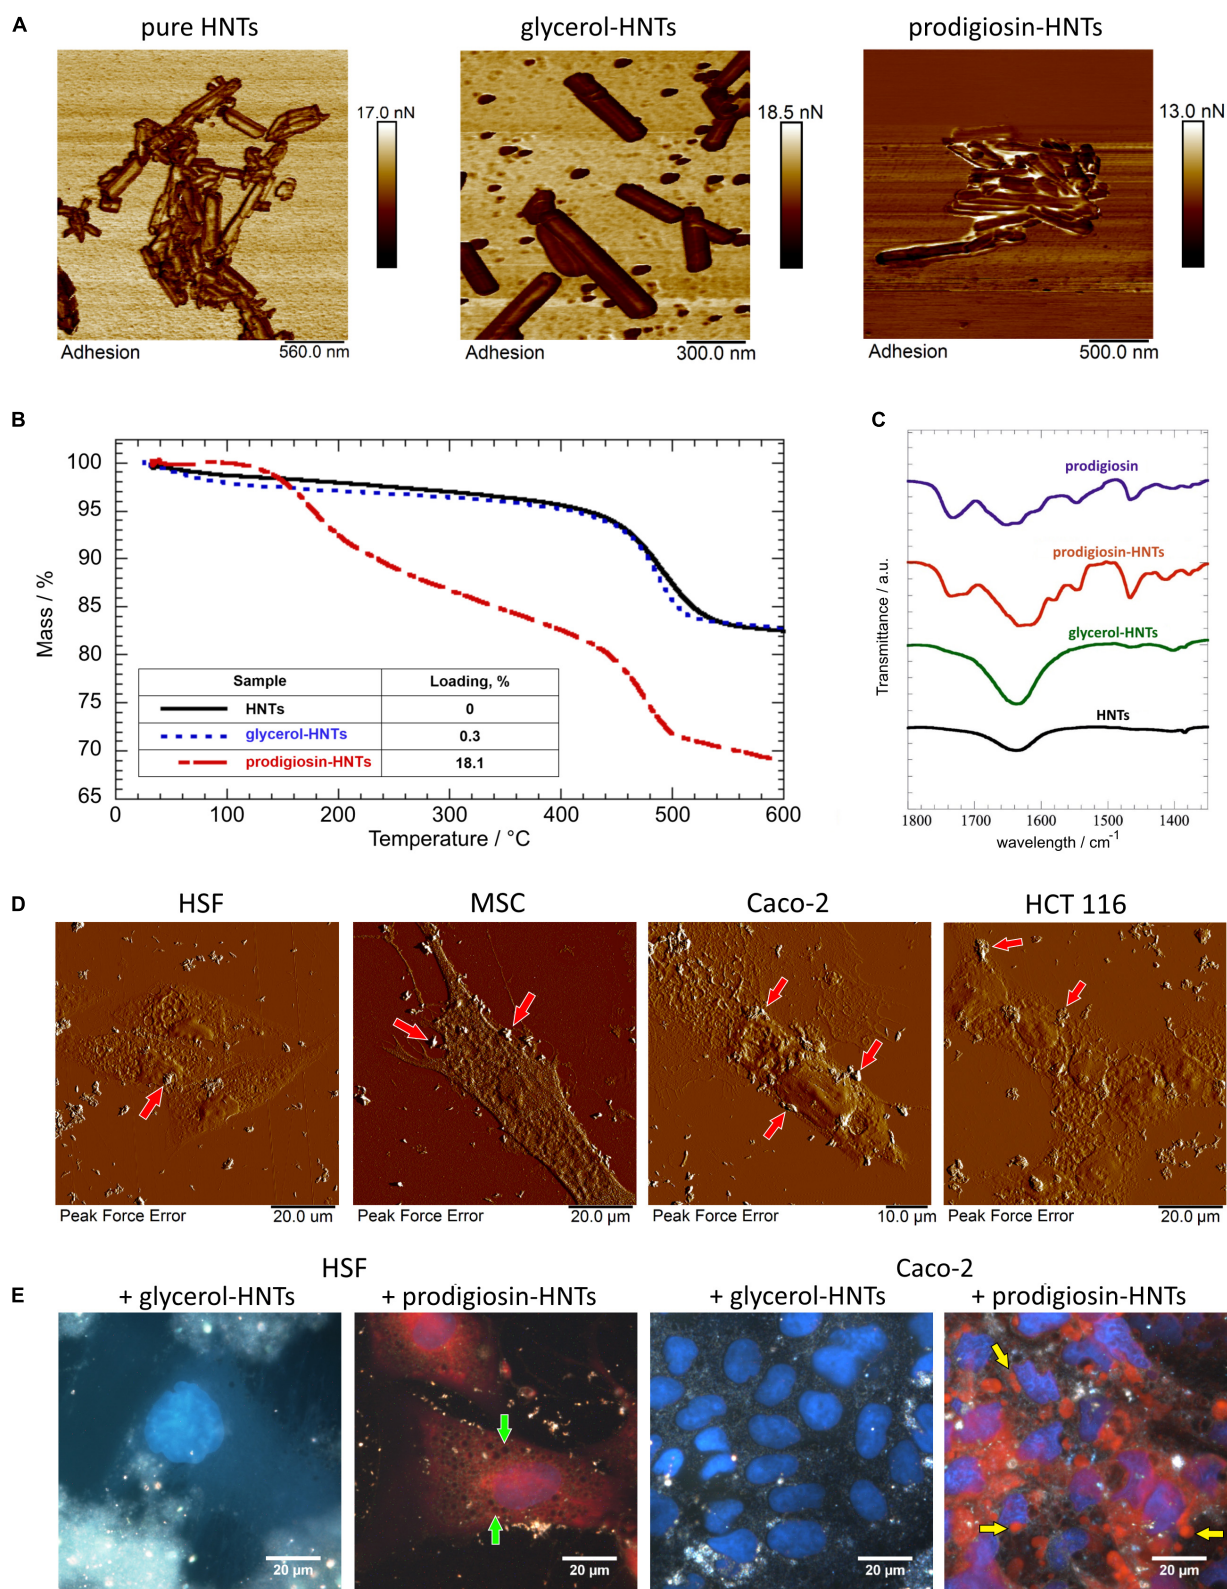 A
pure HNTs
glycerol-HNTs
prodigiosin-HNTs
17.0 nN
18.5 nN
13.0 nN
Adhesion
560.0 nm
Adhesion
300.0 nm
Adhesion
500.0 nm
B
100
95
90
85
80
75
70
65
Mass / %
0
100
200
300
400
500
600
Temperature / °C
Sample
Loading, %
HNTs
0
glycerol-HNTs
0.3
prodigiosin-HNTs
18.1
C
prodigiosin
prodigiosin-HNTs
glycerol-HNTs
HNTs
Transmittance / a.u.
1800
1700
1600
1500
1400
wavelength / cm⁻¹
D
HSF
MSC
Caco-2
HCT 116
Peak Force Error
20.0 um
Peak Force Error
20.0 µm
Peak Force Error
10.0 µm
Peak Force Error
20.0 µm
HSF
Caco-2
E
+ glycerol-HNTs
+ prodigiosin-HNTs
+ glycerol-HNTs
+ prodigiosin-HNTs
20 µm
20 µm
20 µm
20 µm